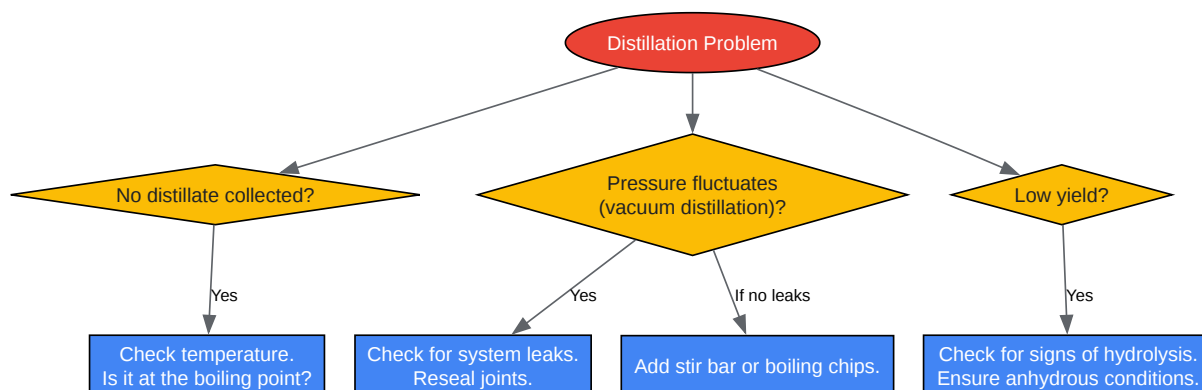 Distillation Problem
No distillate collected?
Pressure fluctuates
(vacuum distillation)?
Low yield?
Yes
Yes
If no leaks
Yes
Check temperature.
Is it at the boiling point?
Check for system leaks.
Reseal joints.
Add stir bar or boiling chips.
Check for signs of hydrolysis.
Ensure anhydrous conditions.